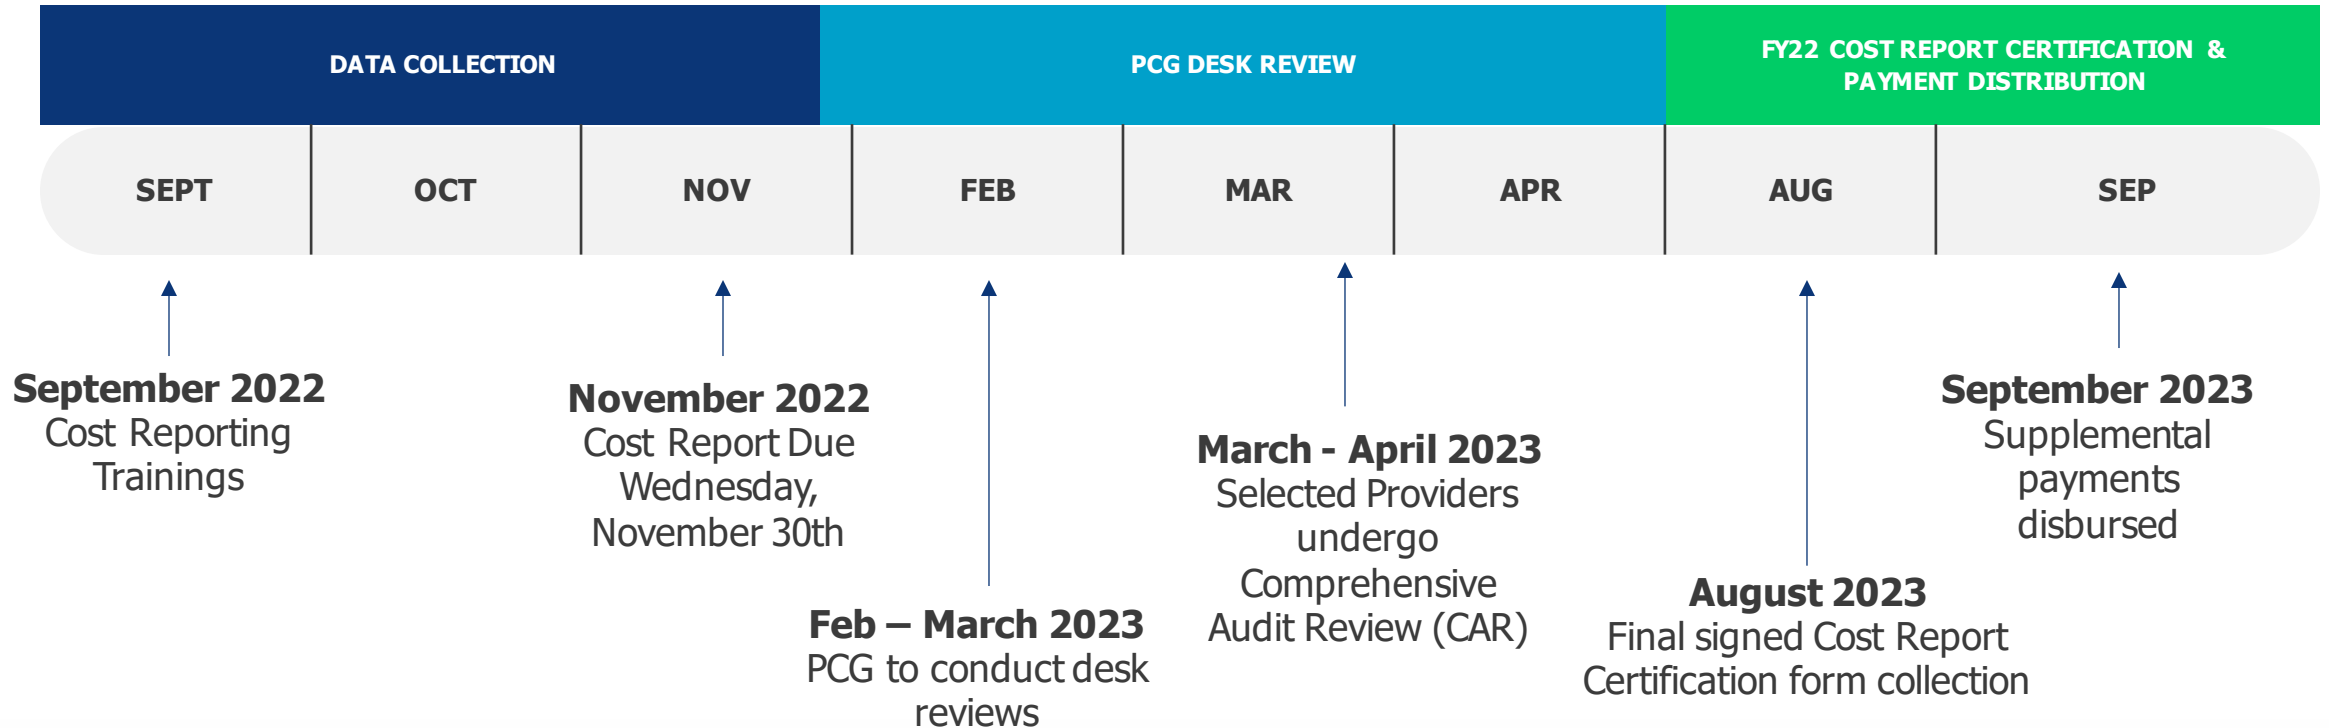 DATA COLLECTION
PCG DESK REVIEW
FY22 COST REPORT CERTIFICATION &
PAYMENT DISTRIBUTION
SEPT
OCT
NOV
FEB
MAR
APR
AUG
SEP
September 2022
Cost Reporting
Trainings
November 2022
Cost Report Due
Wednesday,
November 30th
Feb – March 2023
PCG to conduct desk
reviews
March - April 2023
Selected Providers
undergo
Comprehensive
Audit Review (CAR)
August 2023
Final signed Cost Report
Certification form collection
September 2023
Supplemental
payments
disbursed